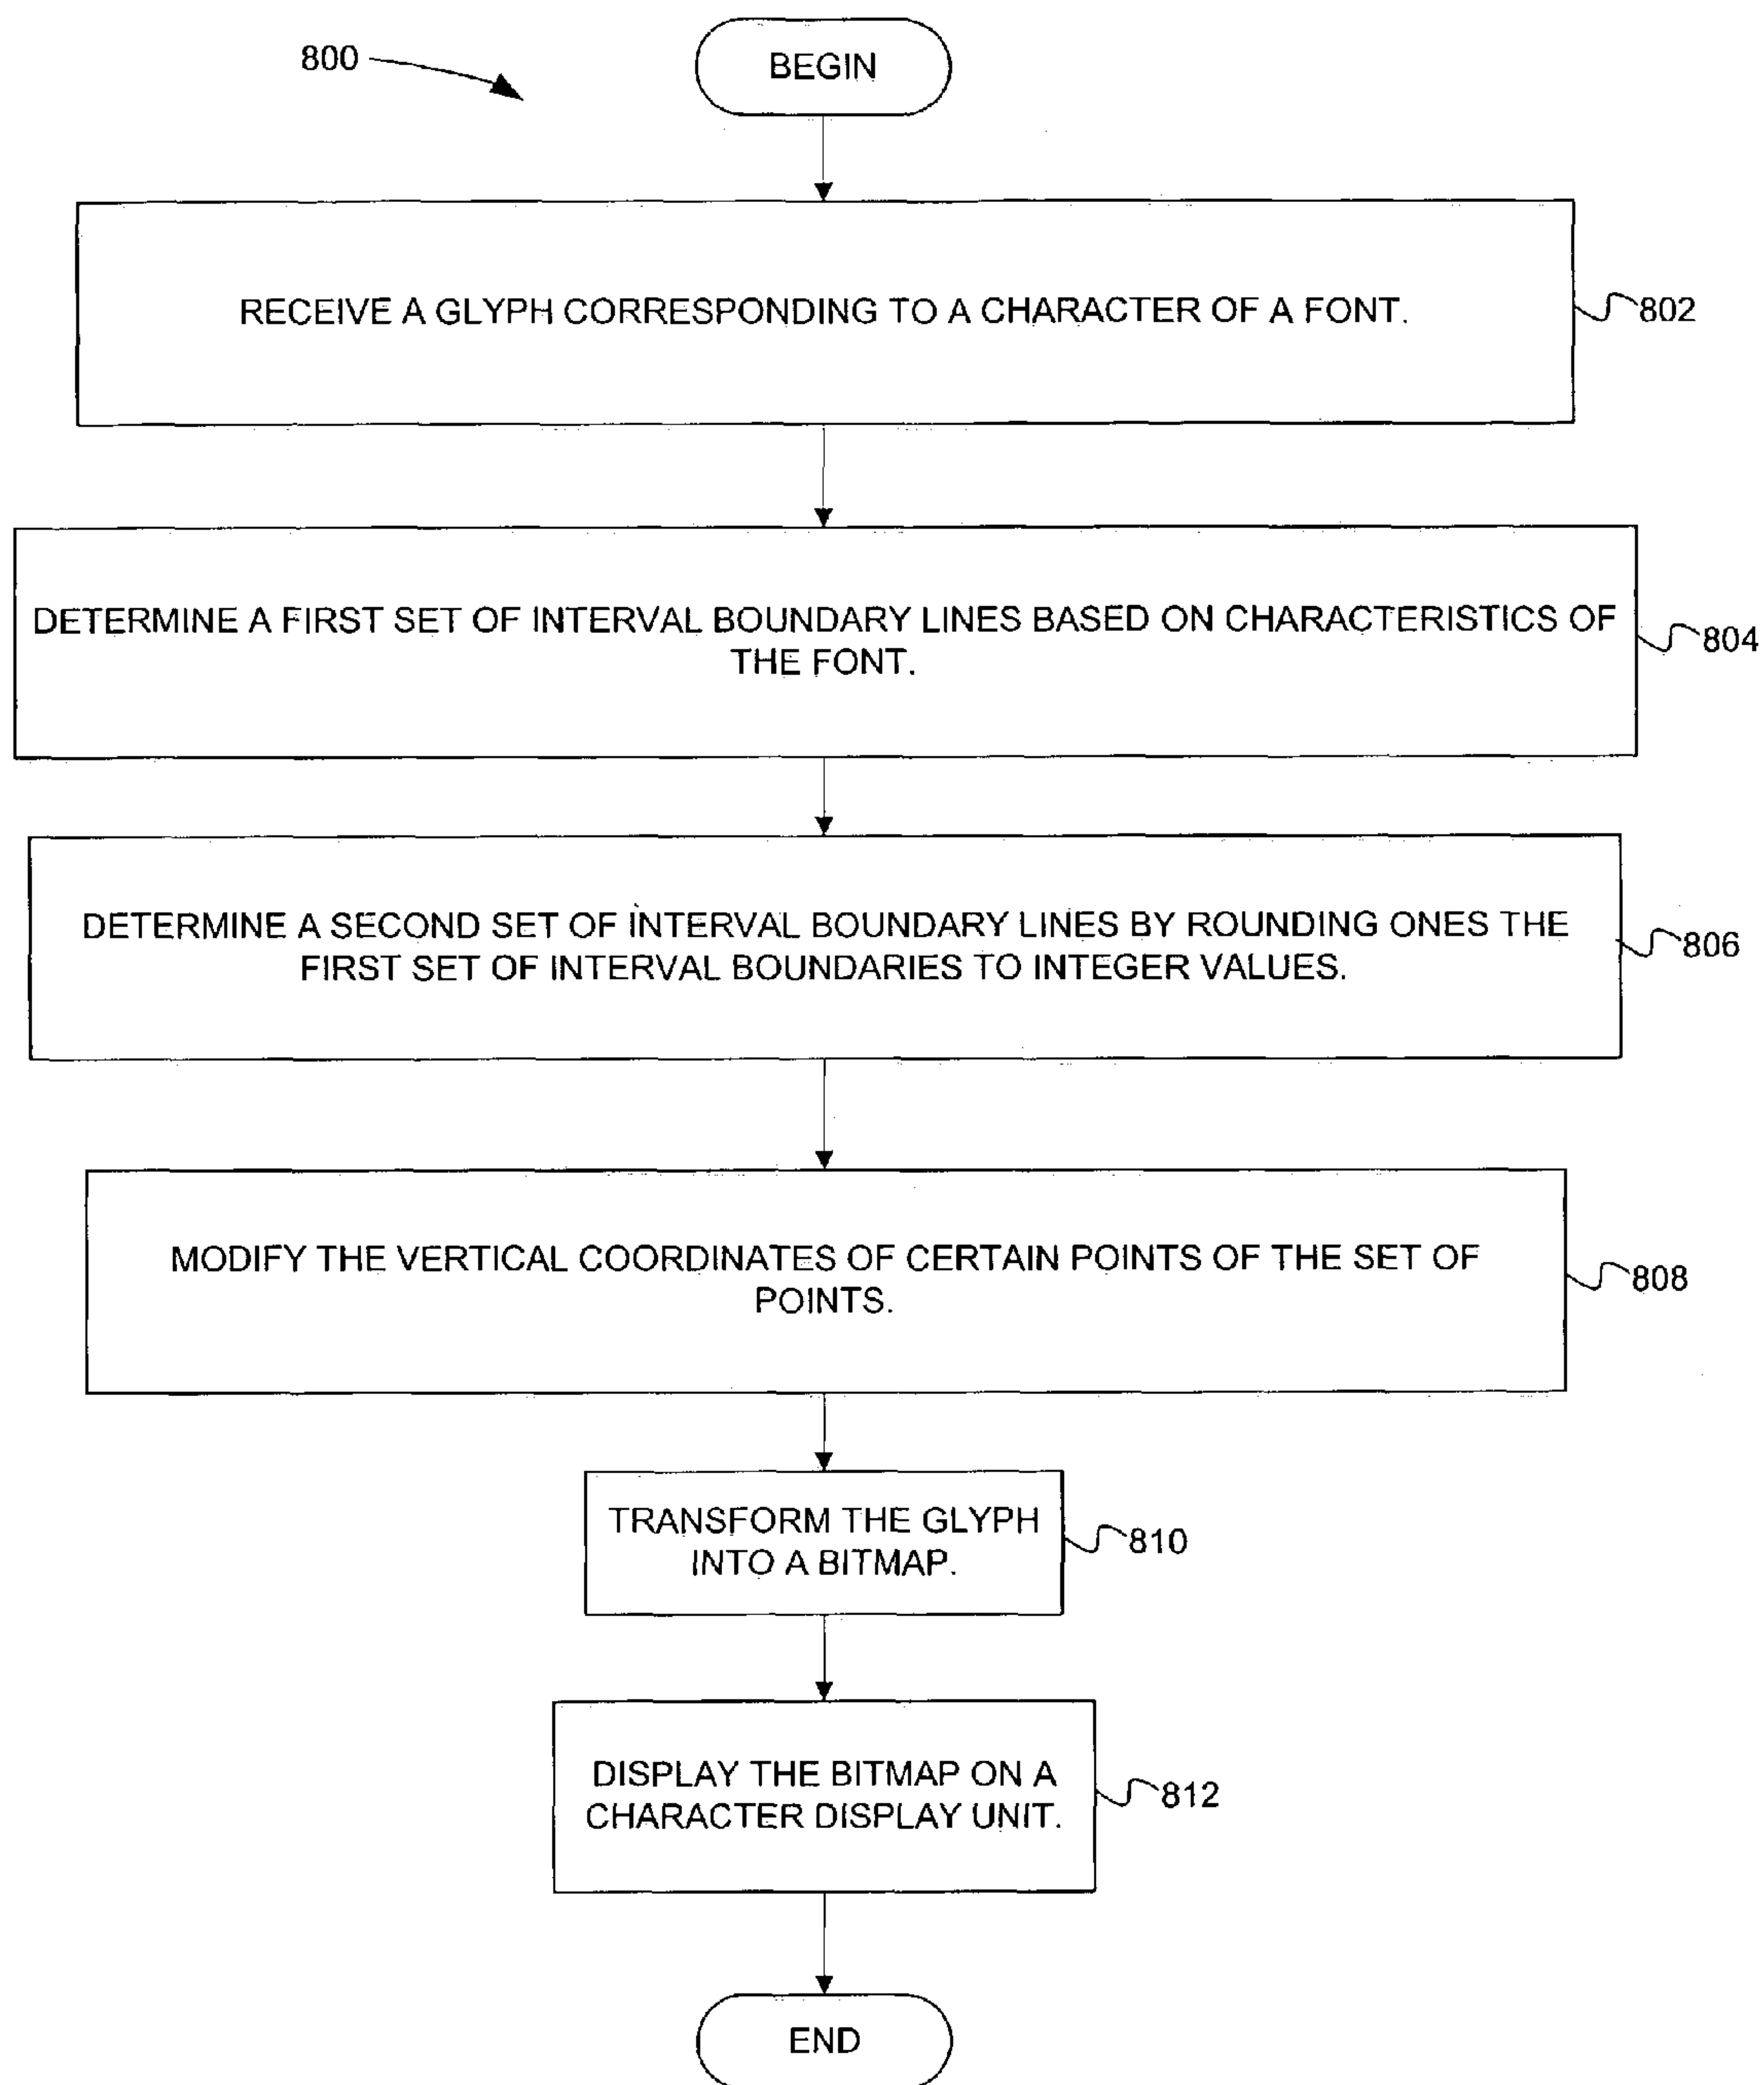 800
BEGIN
RECEIVE A GLYPH CORRESPONDING TO A CHARACTER OF A FONT.
802
DETERMINE A FIRST SET OF INTERVAL BOUNDARY LINES BASED ON CHARACTERISTICS OF
THE FONT.
804
DETERMINE A SECOND SET OF INTERVAL BOUNDARY LINES BY ROUNDING ONES THE
FIRST SET OF INTERVAL BOUNDARIES TO INTEGER VALUES.
806
MODIFY THE VERTICAL COORDINATES OF CERTAIN POINTS OF THE SET OF
POINTS.
808
TRANSFORM THE GLYPH
INTO A BITMAP.
810
DISPLAY THE BITMAP ON A
CHARACTER DISPLAY UNIT.
812
END